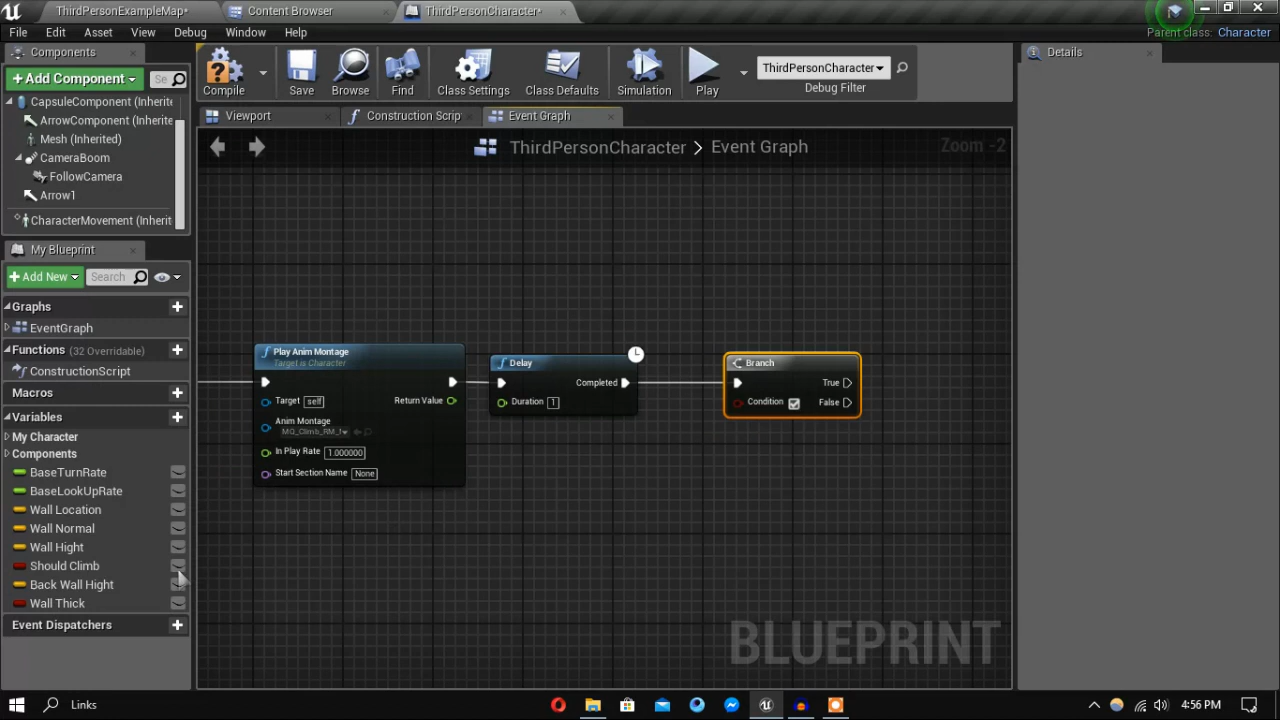 ThirdPersonExampleMap*
Content Browser
ThirdPersonCharacter*
File Edit Asset View Debug Window Help
Parent class: Character
Components
+Add Component
Se
CapsuleComponent (Inherited
ArrowComponent (Inherite
Mesh (Inherited)
CameraBoom
FollowCamera
Arrow1
CharacterMovement (Inherit
My Blueprint
+Add New
Search
Graphs
EventGraph
Functions (32 Overridable)
ConstructionScript
Macros
Variables
My Character
Components
BaseTurnRate
BaseLookUpRate
Wall Location
Wall Normal
Wall Hight
Should Climb
Back Wall Hight
Wall Thick
Event Dispatchers
Compile
Save
Browse
Find
Class Settings
Class Defaults
Simulation
Play
ThirdPersonCharacter
Debug Filter
Viewport
Construction Scrip
Event Graph
ThirdPersonCharacter > Event Graph
Zoom -2
Play Anim Montage
Target is Character
Target self
Return Value
Anim Montage
In Play Rate 1.000000
Start Section Name None
Delay
Completed
Duration 1
Branch
True
Condition
False
BLUEPRINT
Details
Links
4:56 PM